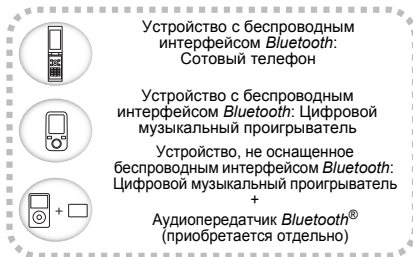 Устройство с беспроводным
интерфейсом Bluetooth:
Сотовый телефон
Устройство с беспроводным
интерфейсом Bluetooth: Цифровой
музыкальный проигрыватель
Устройство, не оснащенное
беспроводным интерфейсом Bluetooth:
Цифровой музыкальный проигрыватель
+
Аудиопередатчик Bluetooth®
(приобретается отдельно)
+